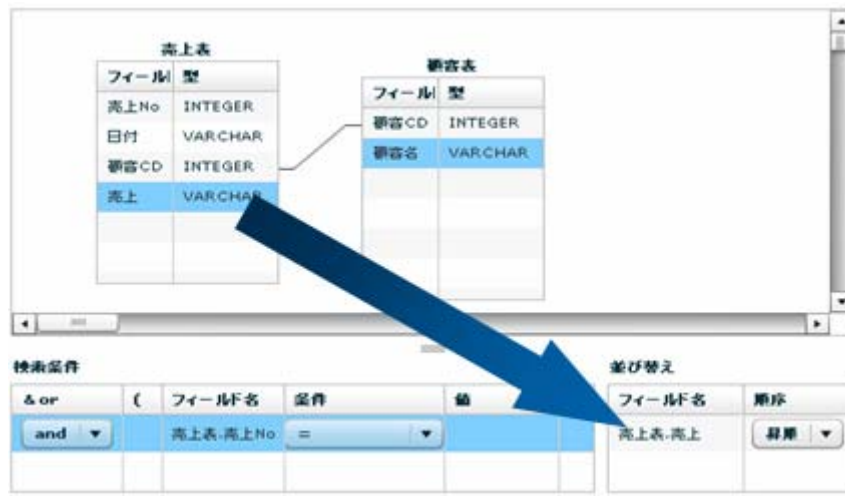 売上表
フィール 型
売上No INTEGER
日付 VARCHAR
顧客CD INTEGER
売上 VARCHAR
顧客表
フィール 型
顧客CD INTEGER
顧客名 VARCHAR
検索条件
& or ( フィールド名 条件 値
and 売上表.売上No =
並び替え
フィールド名 順序
売上表.売上 昇順